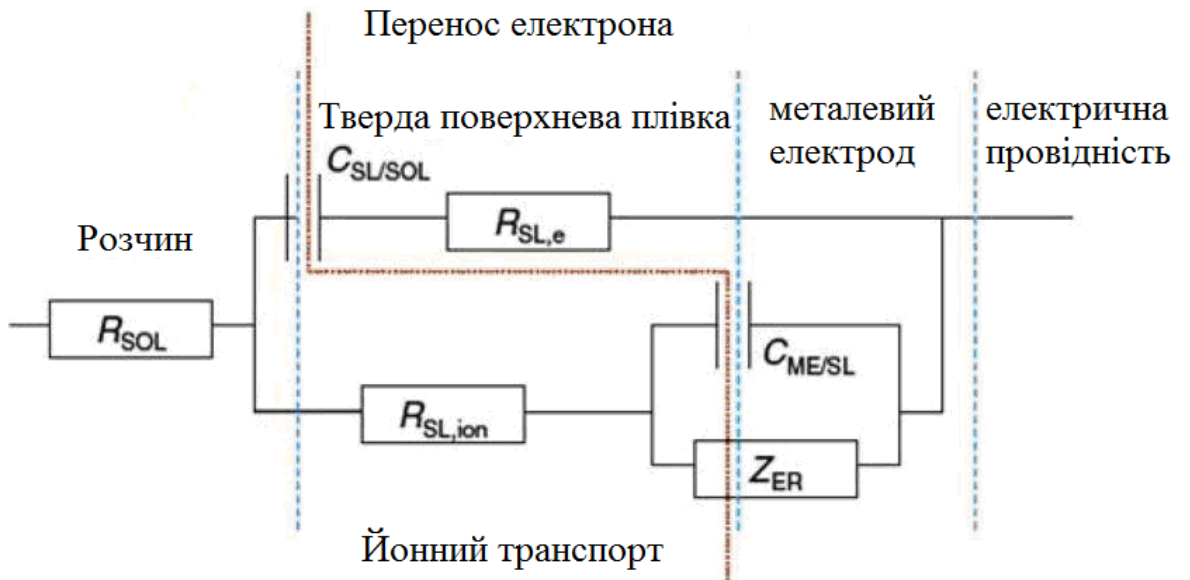 Перенос електрона
Тверда поверхнева плівка
металевий
електрод
електрична
провідність
C_SL/SOL
R_SL,e
Розчин
R_SOL
C_ME/SL
R_SL,ion
Z_ER
Йонний транспорт